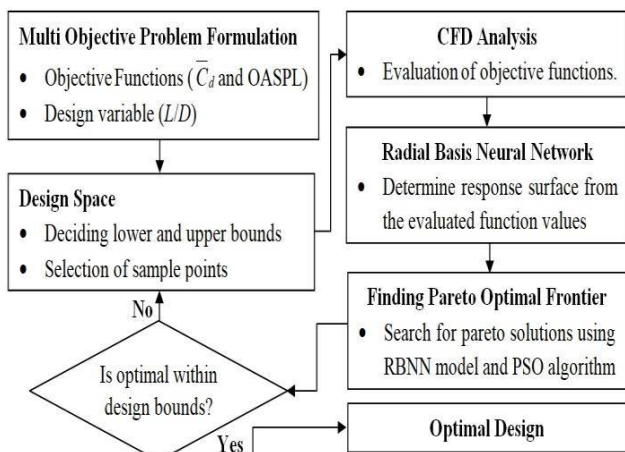 Multi Objective Problem Formulation
• Objective Functions (C̅d and OASPL)
• Design variable (L/D)
Design Space
• Deciding lower and upper bounds
• Selection of sample points
No
Is optimal within
design bounds?
Yes
CFD Analysis
• Evaluation of objective functions.
Radial Basis Neural Network
• Determine response surface from
the evaluated function values
Finding Pareto Optimal Frontier
• Search for pareto solutions using
RBNN model and PSO algorithm
Optimal Design